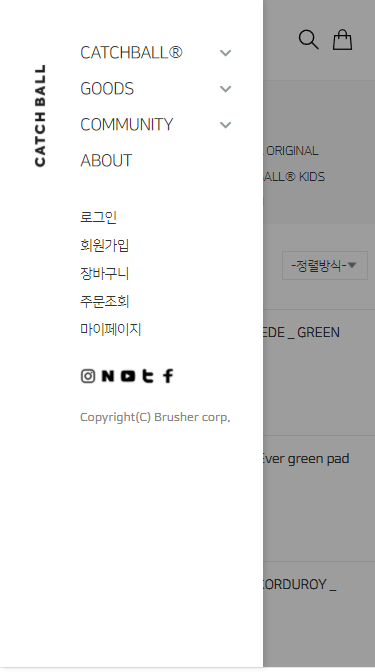 CATCH BALL
CATCHBALL®
GOODS
COMMUNITY
ABOUT
로그인
회원가입
장바구니
주문조회
마이페이지
Copyright(C) Brusher corp.
ORIGINAL
BALL® KIDS
-정렬방식-
EDE _ GREEN
Ever green pad
CORDUROY _